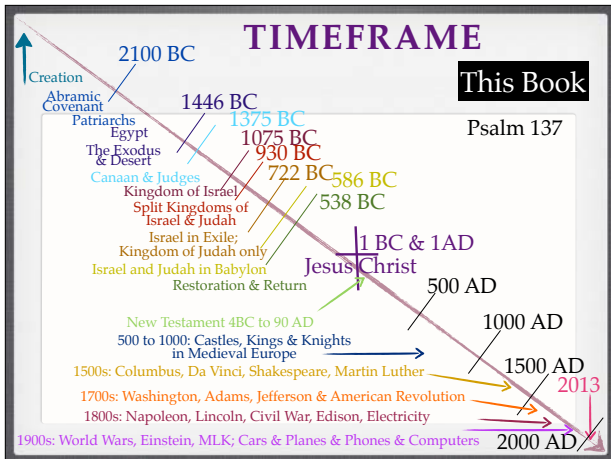 TIMEFRAME
2100 BC
This Book
Creation
Abramic
Covenant
1446 BC
Patriarchs
1375 BC
Psalm 137
Egypt
1075 BC
The Exodus
& Desert
930 BC
Canaan & Judges
722 BC
586 BC
Kingdom of Israel
538 BC
Split Kingdoms of
Israel & Judah
Israel in Exile;
Kingdom of Judah only
1 BC & 1AD
Israel and Judah in Babylon
Jesus Christ
Restoration & Return
500 AD
New Testament 4BC to 90 AD
1000 AD
500 to 1000: Castles, Kings & Knights
in Medieval Europe
1500 AD
1500s: Columbus, Da Vinci, Shakespeare, Martin Luther
2013
1700s: Washington, Adams, Jefferson & American Revolution
1800s: Napoleon, Lincoln, Civil War, Edison, Electricity
1900s: World Wars, Einstein, MLK; Cars & Planes & Phones & Computers
2000 AD